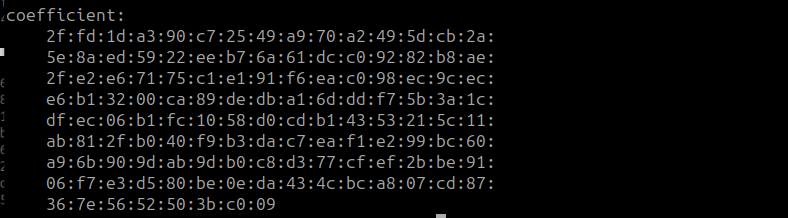 coefficient:
2f:fd:1d:a3:90:c7:25:49:a9:70:a2:49:5d:cb:2a:
5e:8a:ed:59:22:ee:b7:6a:61:dc:c0:92:82:b8:ae:
2f:e2:e6:71:75:c1:e1:91:f6:ea:c0:98:ec:9c:ec:
e6:b1:32:00:ca:89:de:db:a1:6d:dd:f7:5b:3a:1c:
df:ec:06:b1:fc:10:58:d0:cd:b1:43:53:21:5c:11:
ab:81:2f:b0:40:f9:b3:da:c7:ea:f1:e2:99:bc:60:
a9:6b:90:9d:ab:9d:b0:c8:d3:77:cf:ef:2b:be:91:
06:f7:e3:d5:80:be:0e:da:43:4c:bc:a8:07:cd:87:
36:7e:56:52:50:3b:c0:09